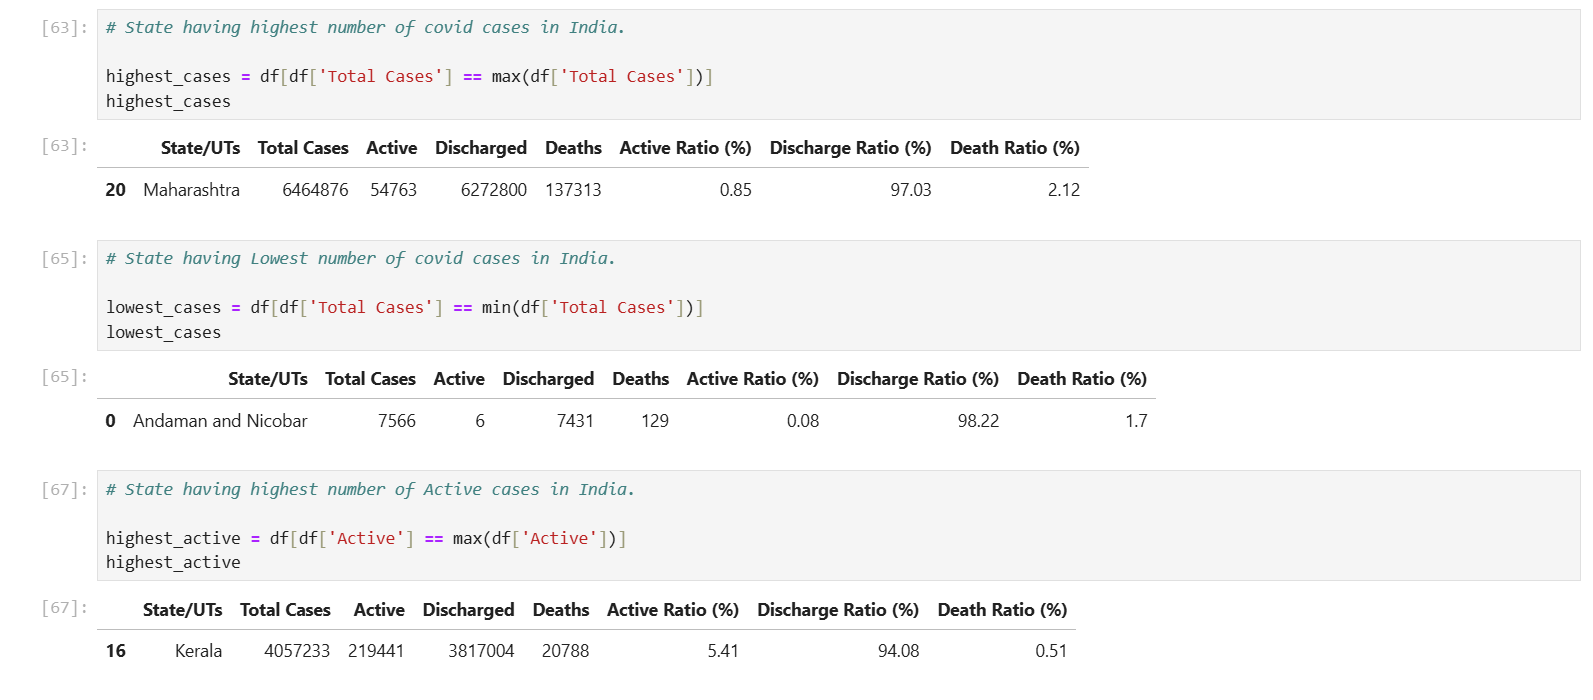 [63]: # State having highest number of covid cases in India.
highest_cases = df[df['Total Cases'] == max(df['Total Cases'])]
highest_cases
[63]: State/UTs Total Cases Active Discharged Deaths Active Ratio (%) Discharge Ratio (%) Death Ratio (%)
20 Maharashtra 6464876 54763 6272800 137313 0.85 97.03 2.12
[65]: # State having Lowest number of covid cases in India.
lowest_cases = df[df['Total Cases'] == min(df['Total Cases'])]
lowest_cases
[65]: State/UTs Total Cases Active Discharged Deaths Active Ratio (%) Discharge Ratio (%) Death Ratio (%)
0 Andaman and Nicobar 7566 6 7431 129 0.08 98.22 1.7
[67]: # State having highest number of Active cases in India.
highest_active = df[df['Active'] == max(df['Active'])]
highest_active
[67]: State/UTs Total Cases Active Discharged Deaths Active Ratio (%) Discharge Ratio (%) Death Ratio (%)
16 Kerala 4057233 219441 3817004 20788 5.41 94.08 0.51